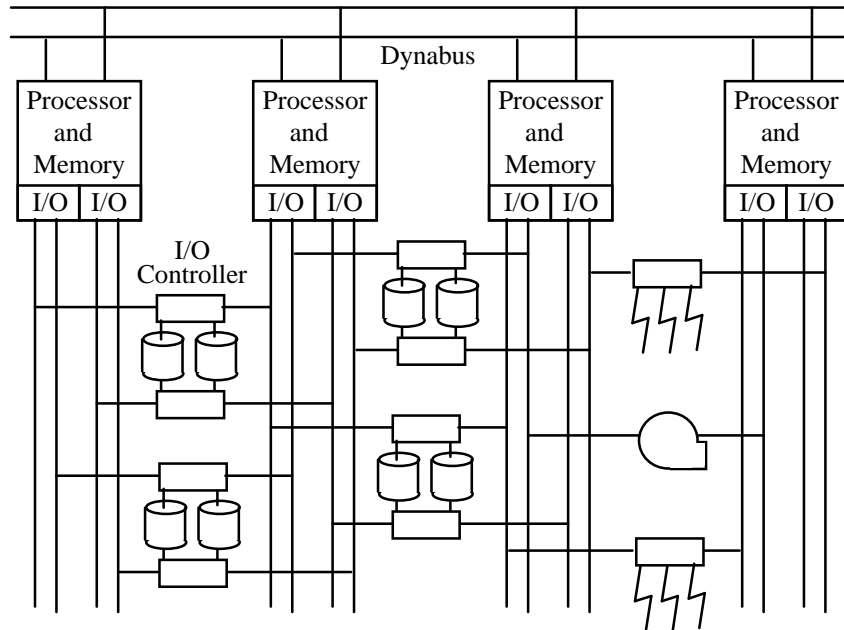 Dynabus
Processor
and
Memory
I/O I/O
Processor
and
Memory
I/O I/O
Processor
and
Memory
I/O I/O
Processor
and
Memory
I/O I/O
I/O
Controller